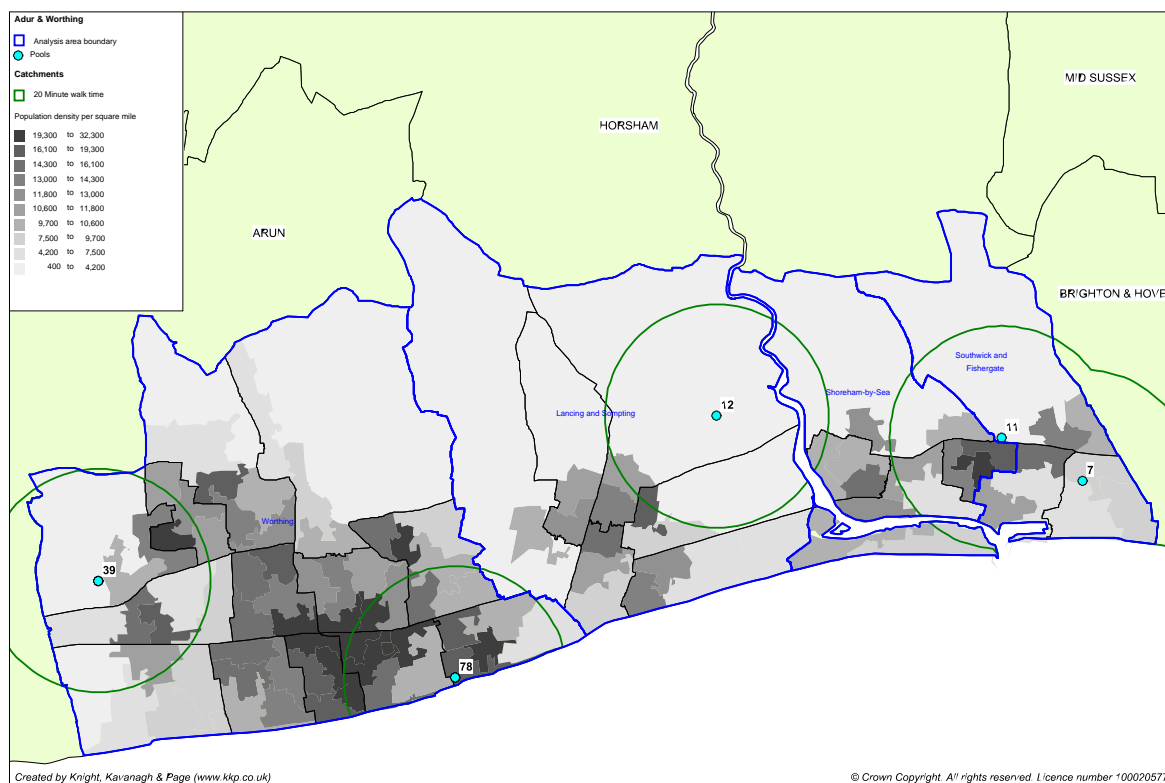 Adur & Worthing
Analysis area boundary
Pools
Catchments
20 Minute walk time
Population density per square mile
19,300 to 32,300
16,100 to 19,300
14,300 to 16,100
13,000 to 14,300
11,800 to 13,000
10,600 to 11,800
9,700 to 10,600
7,500 to 9,700
4,200 to 7,500
400 to 4,200
MID SUSSEX
HORSHAM
ARUN
BRIGHTON & HOVE
Southwick and
Fishergate
Shoreham-by-Sea
Lancing and Sompting
12
11
7
Worthing
39
78
Created by Knight, Kavanagh & Page (www.kkp.co.uk)
© Crown Copyright. All rights reserved. Licence number 100020577